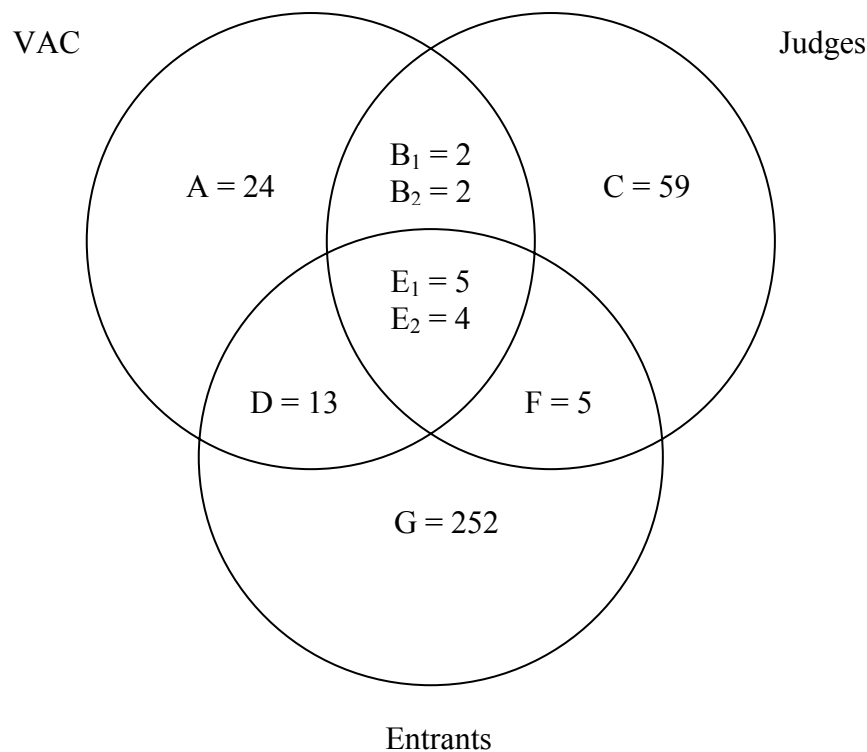 VAC
Judges
B₁ = 2
B₂ = 2
A = 24
C = 59
E₁ = 5
E₂ = 4
D = 13
F = 5
G = 252
Entrants